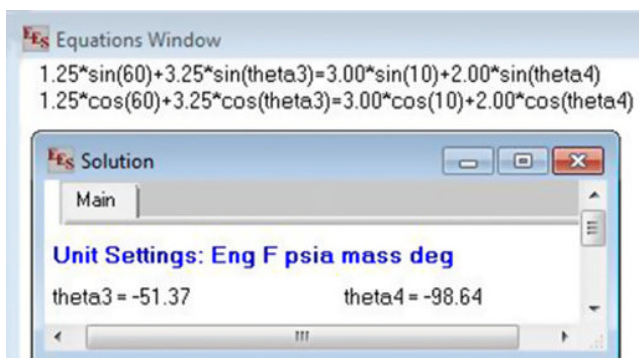 EES Equations Window
1.25*sin(60)+3.25*sin(theta3)=3.00*sin(10)+2.00*sin(theta4)
1.25*cos(60)+3.25*cos(theta3)=3.00*cos(10)+2.00*cos(theta4)
EES Solution
Main
Unit Settings: Eng F psia mass deg
theta3 = -51.37 theta4 = -98.64